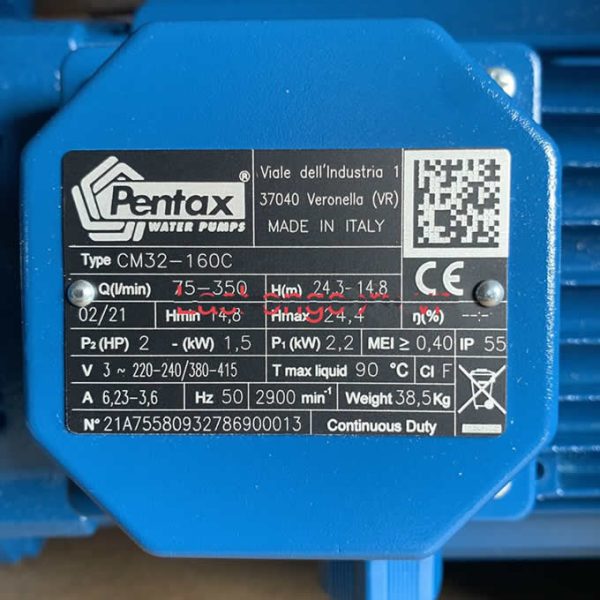 Pentax®
WATER PUMPS
Viale dell'Industria 1
37040 Veronella (VR)
MADE IN ITALY
Type CM32-160C
Q(l/min) 75-350 H(m) 24,3-14,8
02/21 Hmin 14,8 Hmax 24,4 η(%) --:-
P₂(HP) 2 -(kW) 1,5 P₁(kW) 2,2 MEI ≥ 0,40 IP 55
V 3 ~ 220-240/380-415 T max liquid 90 °C Cl F
A 6,23-3,6 Hz 50 2900 min⁻¹ Weight 38,5Kg
N° 21A75580932786900013 Continuous Duty
CE